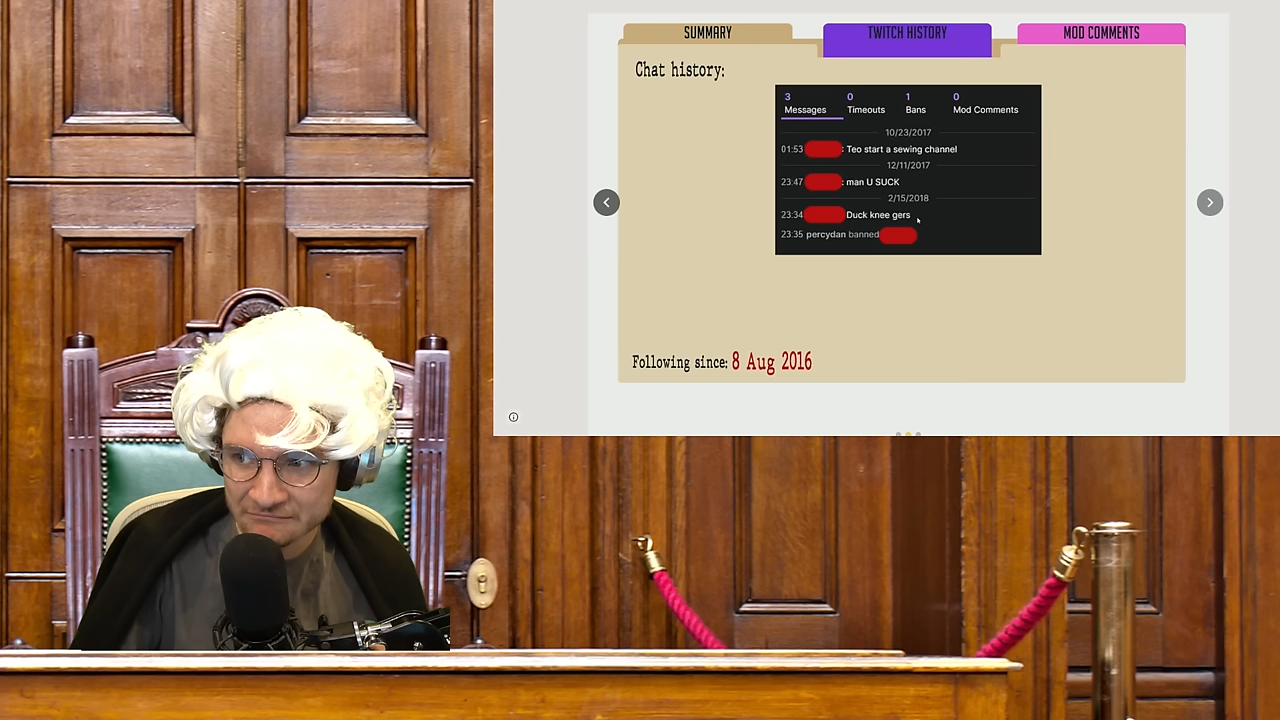 SUMMARY
TWITCH HISTORY
MOD COMMENTS
Chat history:
3 0 1 0
Messages Timeouts Bans Mod Comments
10/23/2017
01:53 : Teo start a sewing channel
12/11/2017
23:47 : man U SUCK
2/15/2018
23:34 Duck knee gers
23:35 percydan banned
Following since: 8 Aug 2016